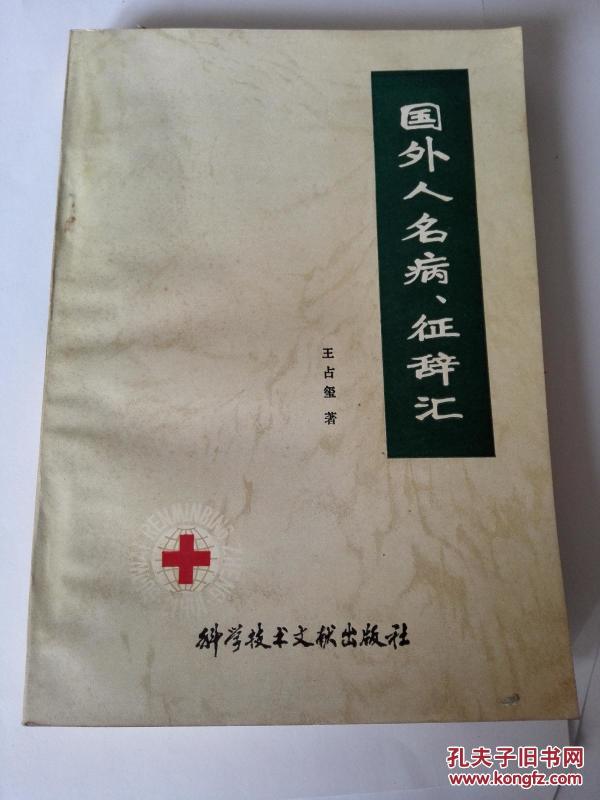 国外人名病、征辞汇
王占玺 著
科学技术文献出版社
孔夫子旧书网
www.kongfz.com